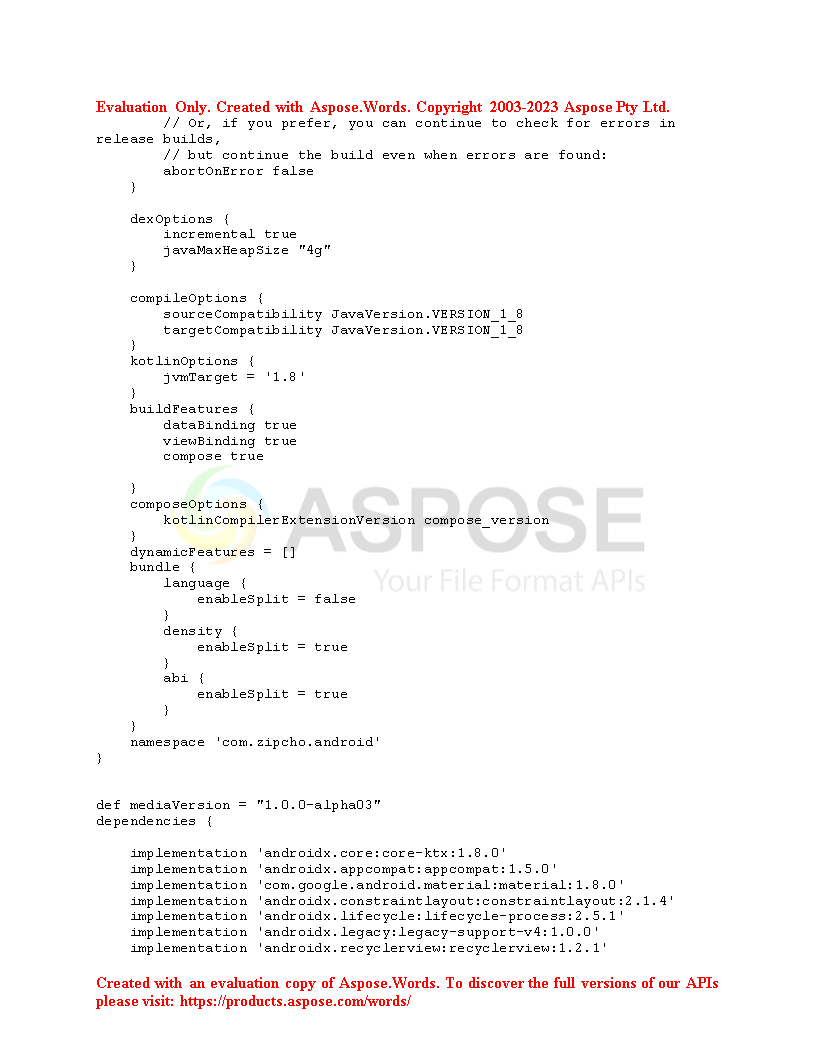 Evaluation Only. Created with Aspose.Words. Copyright 2003-2023 Aspose Pty Ltd.
        // Or, if you prefer, you can continue to check for errors in
release builds,
        // but continue the build even when errors are found:
        abortOnError false
    }

    dexOptions {
        incremental true
        javaMaxHeapSize "4g"
    }

    compileOptions {
        sourceCompatibility JavaVersion.VERSION_1_8
        targetCompatibility JavaVersion.VERSION_1_8
    }
    kotlinOptions {
        jvmTarget = '1.8'
    }
    buildFeatures {
        dataBinding true
        viewBinding true
        compose true

    }
    composeOptions {
        kotlinCompilerExtensionVersion compose_version
    }
    dynamicFeatures = []
    bundle {
        language {
            enableSplit = false
        }
        density {
            enableSplit = true
        }
        abi {
            enableSplit = true
        }
    }
    namespace 'com.zipcho.android'
}


def mediaVersion = "1.0.0-alpha03"
dependencies {

    implementation 'androidx.core:core-ktx:1.8.0'
    implementation 'androidx.appcompat:appcompat:1.5.0'
    implementation 'com.google.android.material:material:1.8.0'
    implementation 'androidx.constraintlayout:constraintlayout:2.1.4'
    implementation 'androidx.lifecycle:lifecycle-process:2.5.1'
    implementation 'androidx.legacy:legacy-support-v4:1.0.0'
    implementation 'androidx.recyclerview:recyclerview:1.2.1'
ASPOSE
Your File Format APIs
Created with an evaluation copy of Aspose.Words. To discover the full versions of our APIs
please visit: https://products.aspose.com/words/